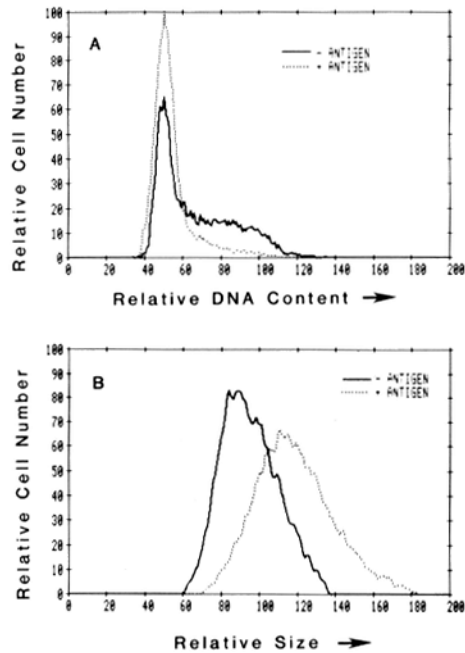 A
- ANTIGEN
+ ANTIGEN
Relative Cell Number
100
90
80
70
60
50
40
30
20
10
0
0 20 40 60 80 100 120 140 160 180 200
Relative DNA Content
B
- ANTIGEN
+ ANTIGEN
Relative Cell Number
100
90
80
70
60
50
40
30
20
10
0
0 20 40 60 80 100 120 140 160 180 200
Relative Size